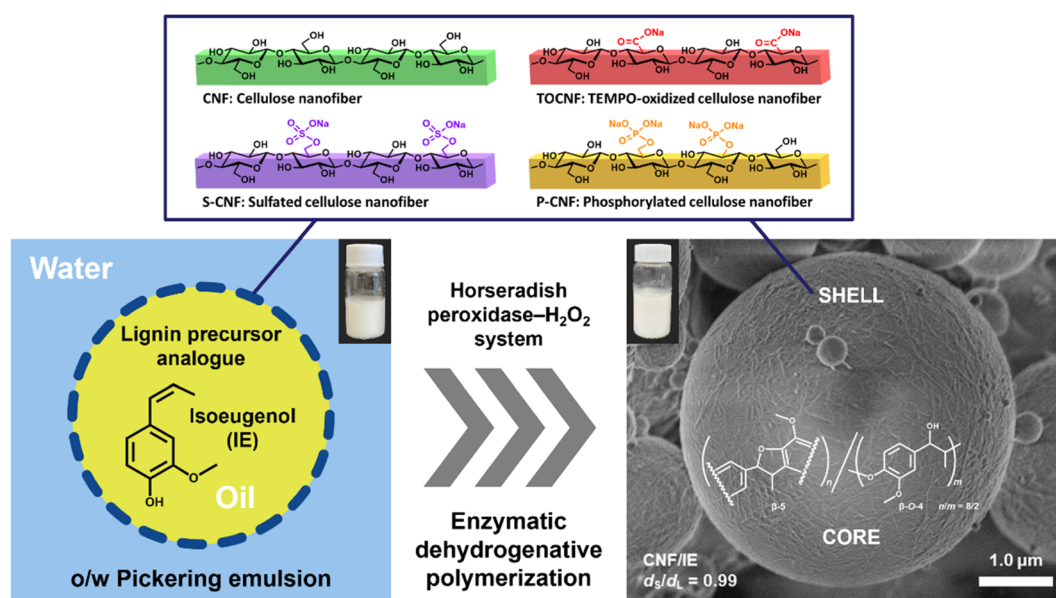 CNF: Cellulose nanofiber
TOCNF: TEMPO-oxidized cellulose nanofiber
S-CNF: Sulfated cellulose nanofiber
P-CNF: Phosphorylated cellulose nanofiber
Water
Lignin precursor
analogue
Isoeugenol
(IE)
OH
Oil
o/w Pickering emulsion
Horseradish
peroxidase–H₂O₂
system
Enzymatic
dehydrogenative
polymerization
SHELL
β-5
n
β-O-4
m
n/m = 8/2
CORE
CNF/IE
dS/dL = 0.99
1.0 μm